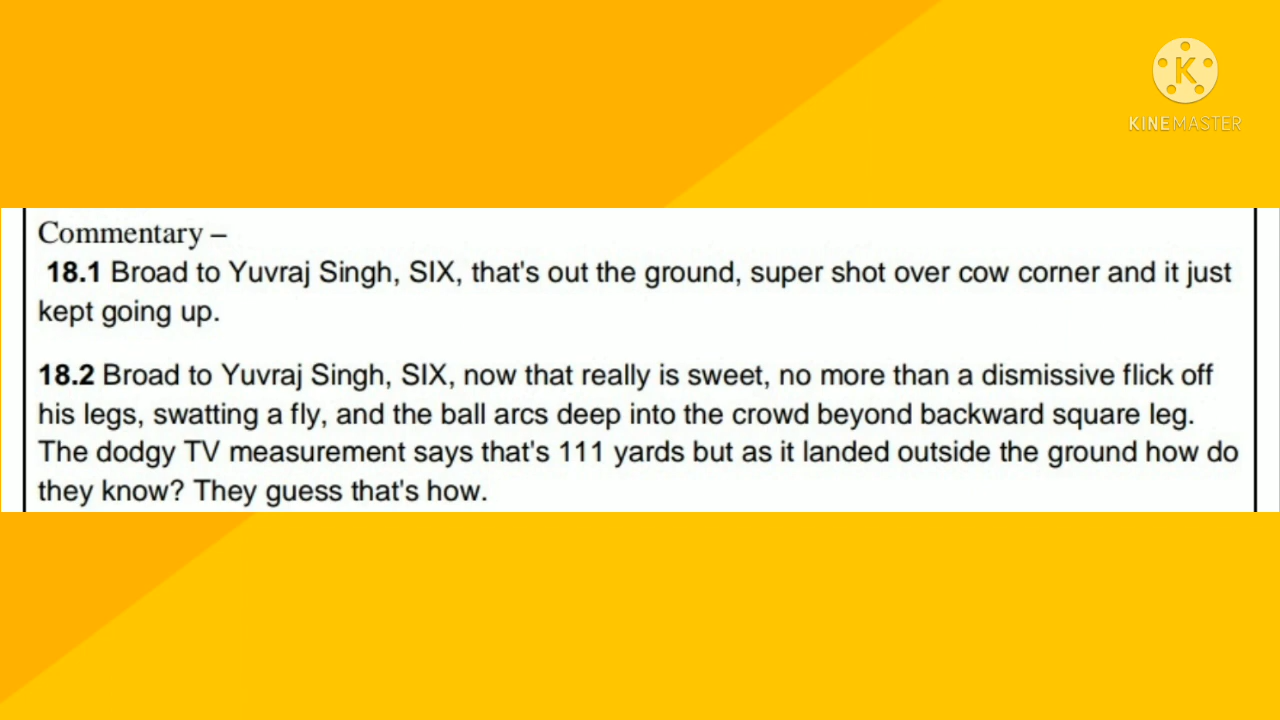 K
KINEMASTER
Commentary –
18.1 Broad to Yuvraj Singh, SIX, that's out the ground, super shot over cow corner and it just
kept going up.
18.2 Broad to Yuvraj Singh, SIX, now that really is sweet, no more than a dismissive flick off
his legs, swatting a fly, and the ball arcs deep into the crowd beyond backward square leg.
The dodgy TV measurement says that's 111 yards but as it landed outside the ground how do
they know? They guess that's how.